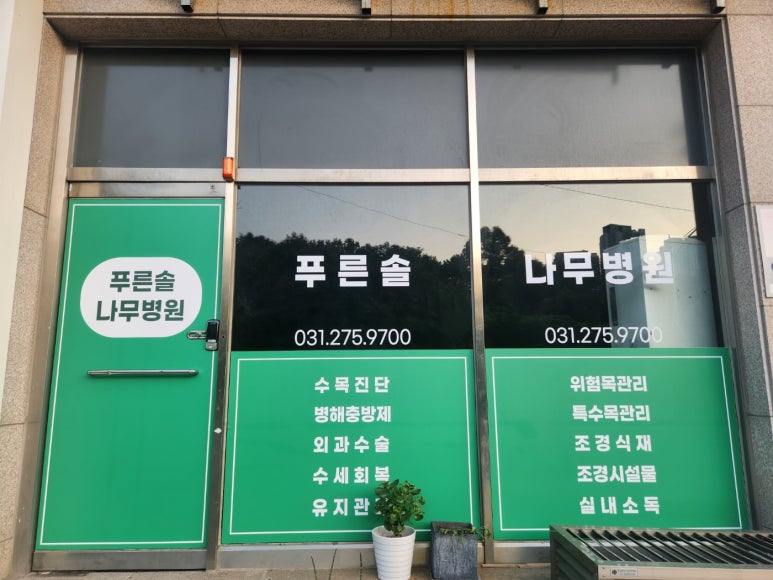 푸른솔
나무병원
푸른솔
나무병원
031.275.9700
031.275.9700
수목진단
병해충방제
외과수술
수세회복
유지관
위험목관리
특수목관리
조경식재
조경시설물
실내소독